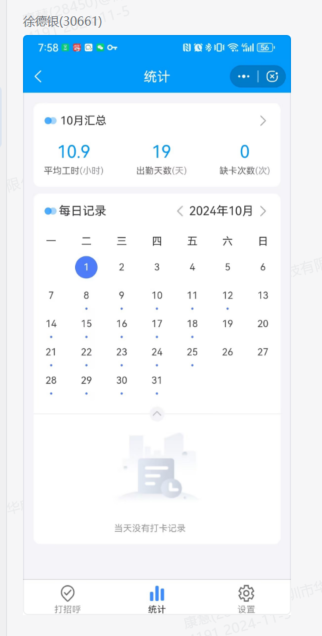 徐德银(30661)
7:58
56
统计
10月汇总
10.9 19 0
平均工时(小时) 出勤天数(天) 缺卡次数(次)
每日记录 2024年10月
一 二 三 四 五 六 日
1 2 3 4 5 6
7 8 9 10 11 12 13
14 15 16 17 18 19 20
21 22 23 24 25 26 27
28 29 30 31
当天没有打卡记录
打招呼 统计 设置